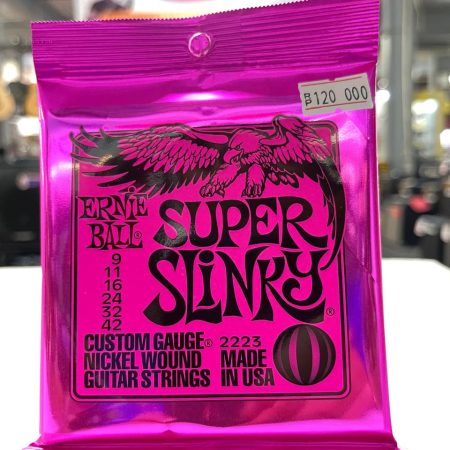 120 000
ERNIE
BALL®
SUPER
SLINKY®
9
11
16
24
32
42
CUSTOM GAUGE®
NICKEL WOUND
GUITAR STRINGS
2223
MADE
IN USA